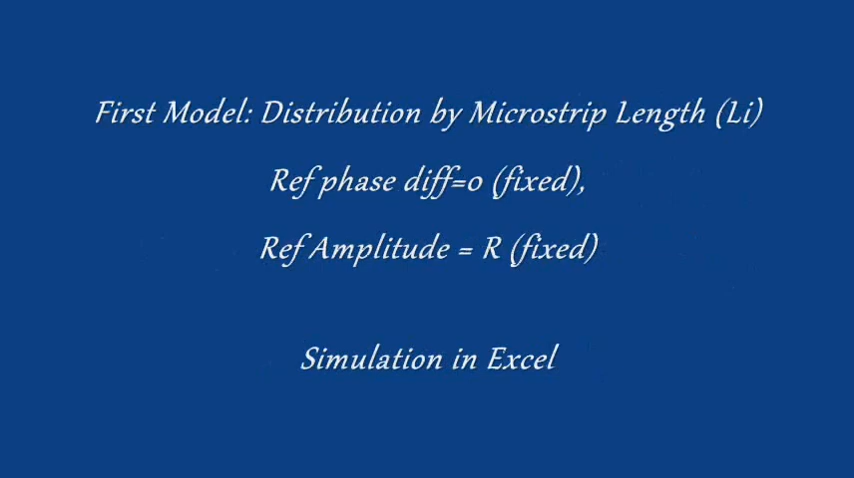 First Model: Distribution by Microstrip Length (Li)
Ref phase diff=0 (fixed),
Ref Amplitude = R (fixed)
Simulation in Excel